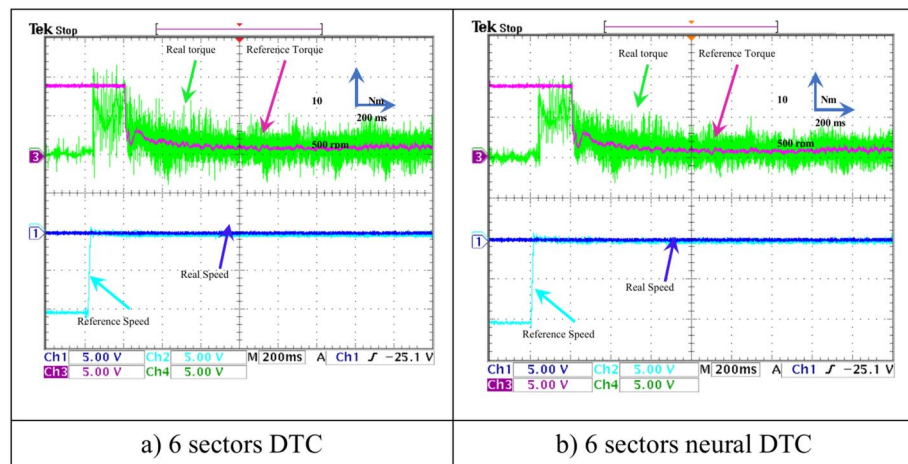 Tek Stop
Real torque
Reference Torque
10
Nm
200 ms
500 rpm
3
1
Real Speed
Reference Speed
Ch1 5.00 V Ch2 5.00 V M 200ms A Ch1 ∫ −25.1 V
Ch3 5.00 V Ch4 5.00 V
a) 6 sectors DTC
Tek Stop
Real torque
Reference Torque
10
Nm
200 ms
500 rpm
3
1
Real Speed
Reference Speed
Ch1 5.00 V Ch2 5.00 V M 200ms A Ch1 ∫ −25.1 V
Ch3 5.00 V Ch4 5.00 V
b) 6 sectors neural DTC